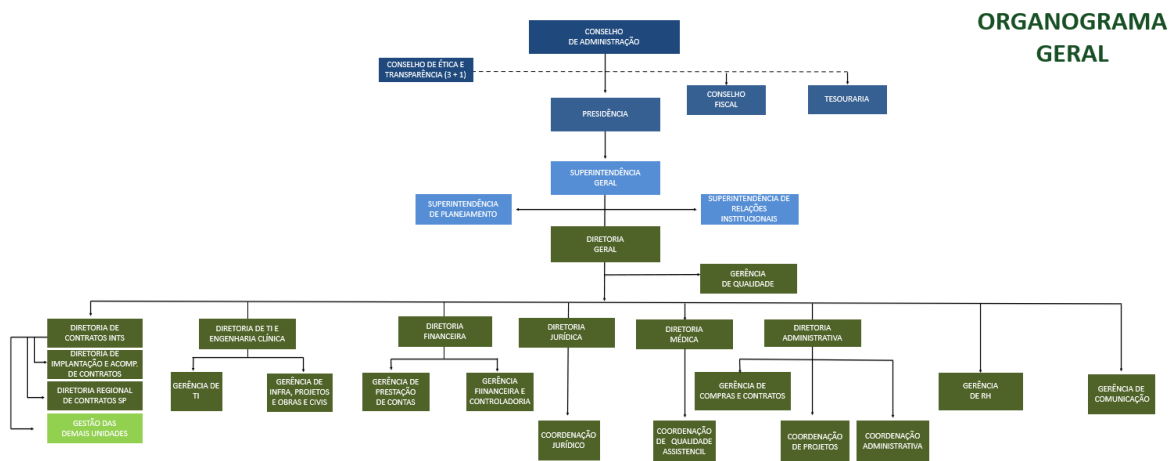 ORGANOGRAMA
GERAL
CONSELHO
DE ADMINISTRAÇÃO
CONSELHO DE ÉTICA E
TRANSPARÊNCIA (3 + 1)
CONSELHO
FISCAL
TESOURARIA
PRESIDÊNCIA
SUPERINTENDÊNCIA
GERAL
SUPERINTENDÊNCIA
DE PLANEJAMENTO
SUPERINTENDÊNCIA DE
RELAÇÕES
INSTITUCIONAIS
DIRETORIA
GERAL
GERÊNCIA
DE QUALIDADE
DIRETORIA DE
CONTRATOS INTS
DIRETORIA DE TI E
ENGENHARIA CLÍNICA
DIRETORIA
FINANCEIRA
DIRETORIA
JURÍDICA
DIRETORIA
MÉDICA
DIRETORIA
ADMINISTRATIVA
DIRETORIA DE
IMPLANTAÇÃO E ACOMP.
DE CONTRATOS
DIRETORIA REGIONAL
DE CONTRATOS SP
GESTÃO DAS
DEMAIS UNIDADES
GERÊNCIA DE
TI
GERÊNCIA DE
INFRA, PROJETOS
E OBRAS E CIVIS
GERÊNCIA DE
PRESTAÇÃO
DE CONTAS
GERÊNCIA
FIINANCEIRA E
CONTROLADORIA
GERÊNCIA DE
COMPRAS E CONTRATOS
GERÊNCIA
DE RH
GERÊNCIA DE
COMUNICAÇÃO
COORDENAÇÃO
JURÍDICO
COORDENAÇÃO
DE QUALIDADE
ASSISTENCIL
COORDENAÇÃO
DE PROJETOS
COORDENAÇÃO
ADMINISTRATIVA